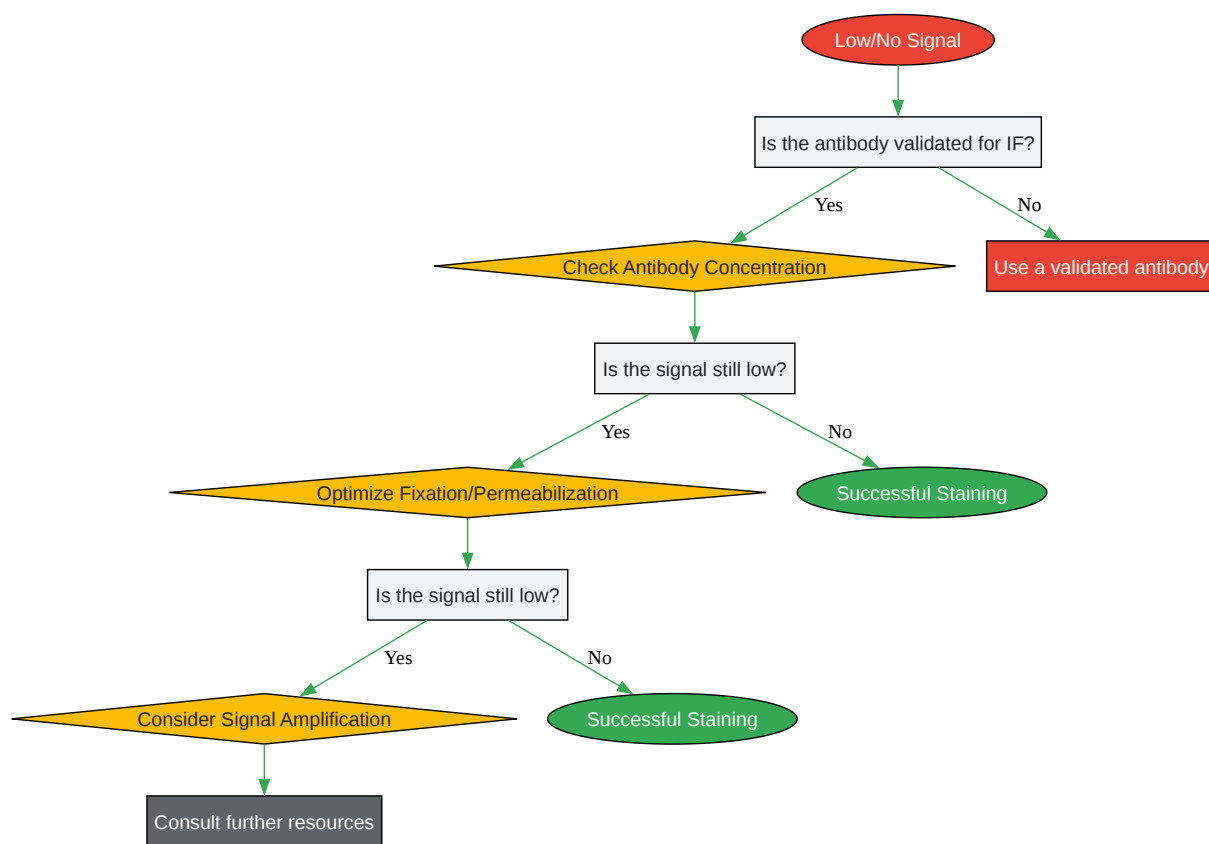 Low/No Signal
Is the antibody validated for IF?
Yes
No
Check Antibody Concentration
Use a validated antibody
Is the signal still low?
Yes
No
Optimize Fixation/Permeabilization
Successful Staining
Is the signal still low?
Yes
No
Consider Signal Amplification
Successful Staining
Consult further resources